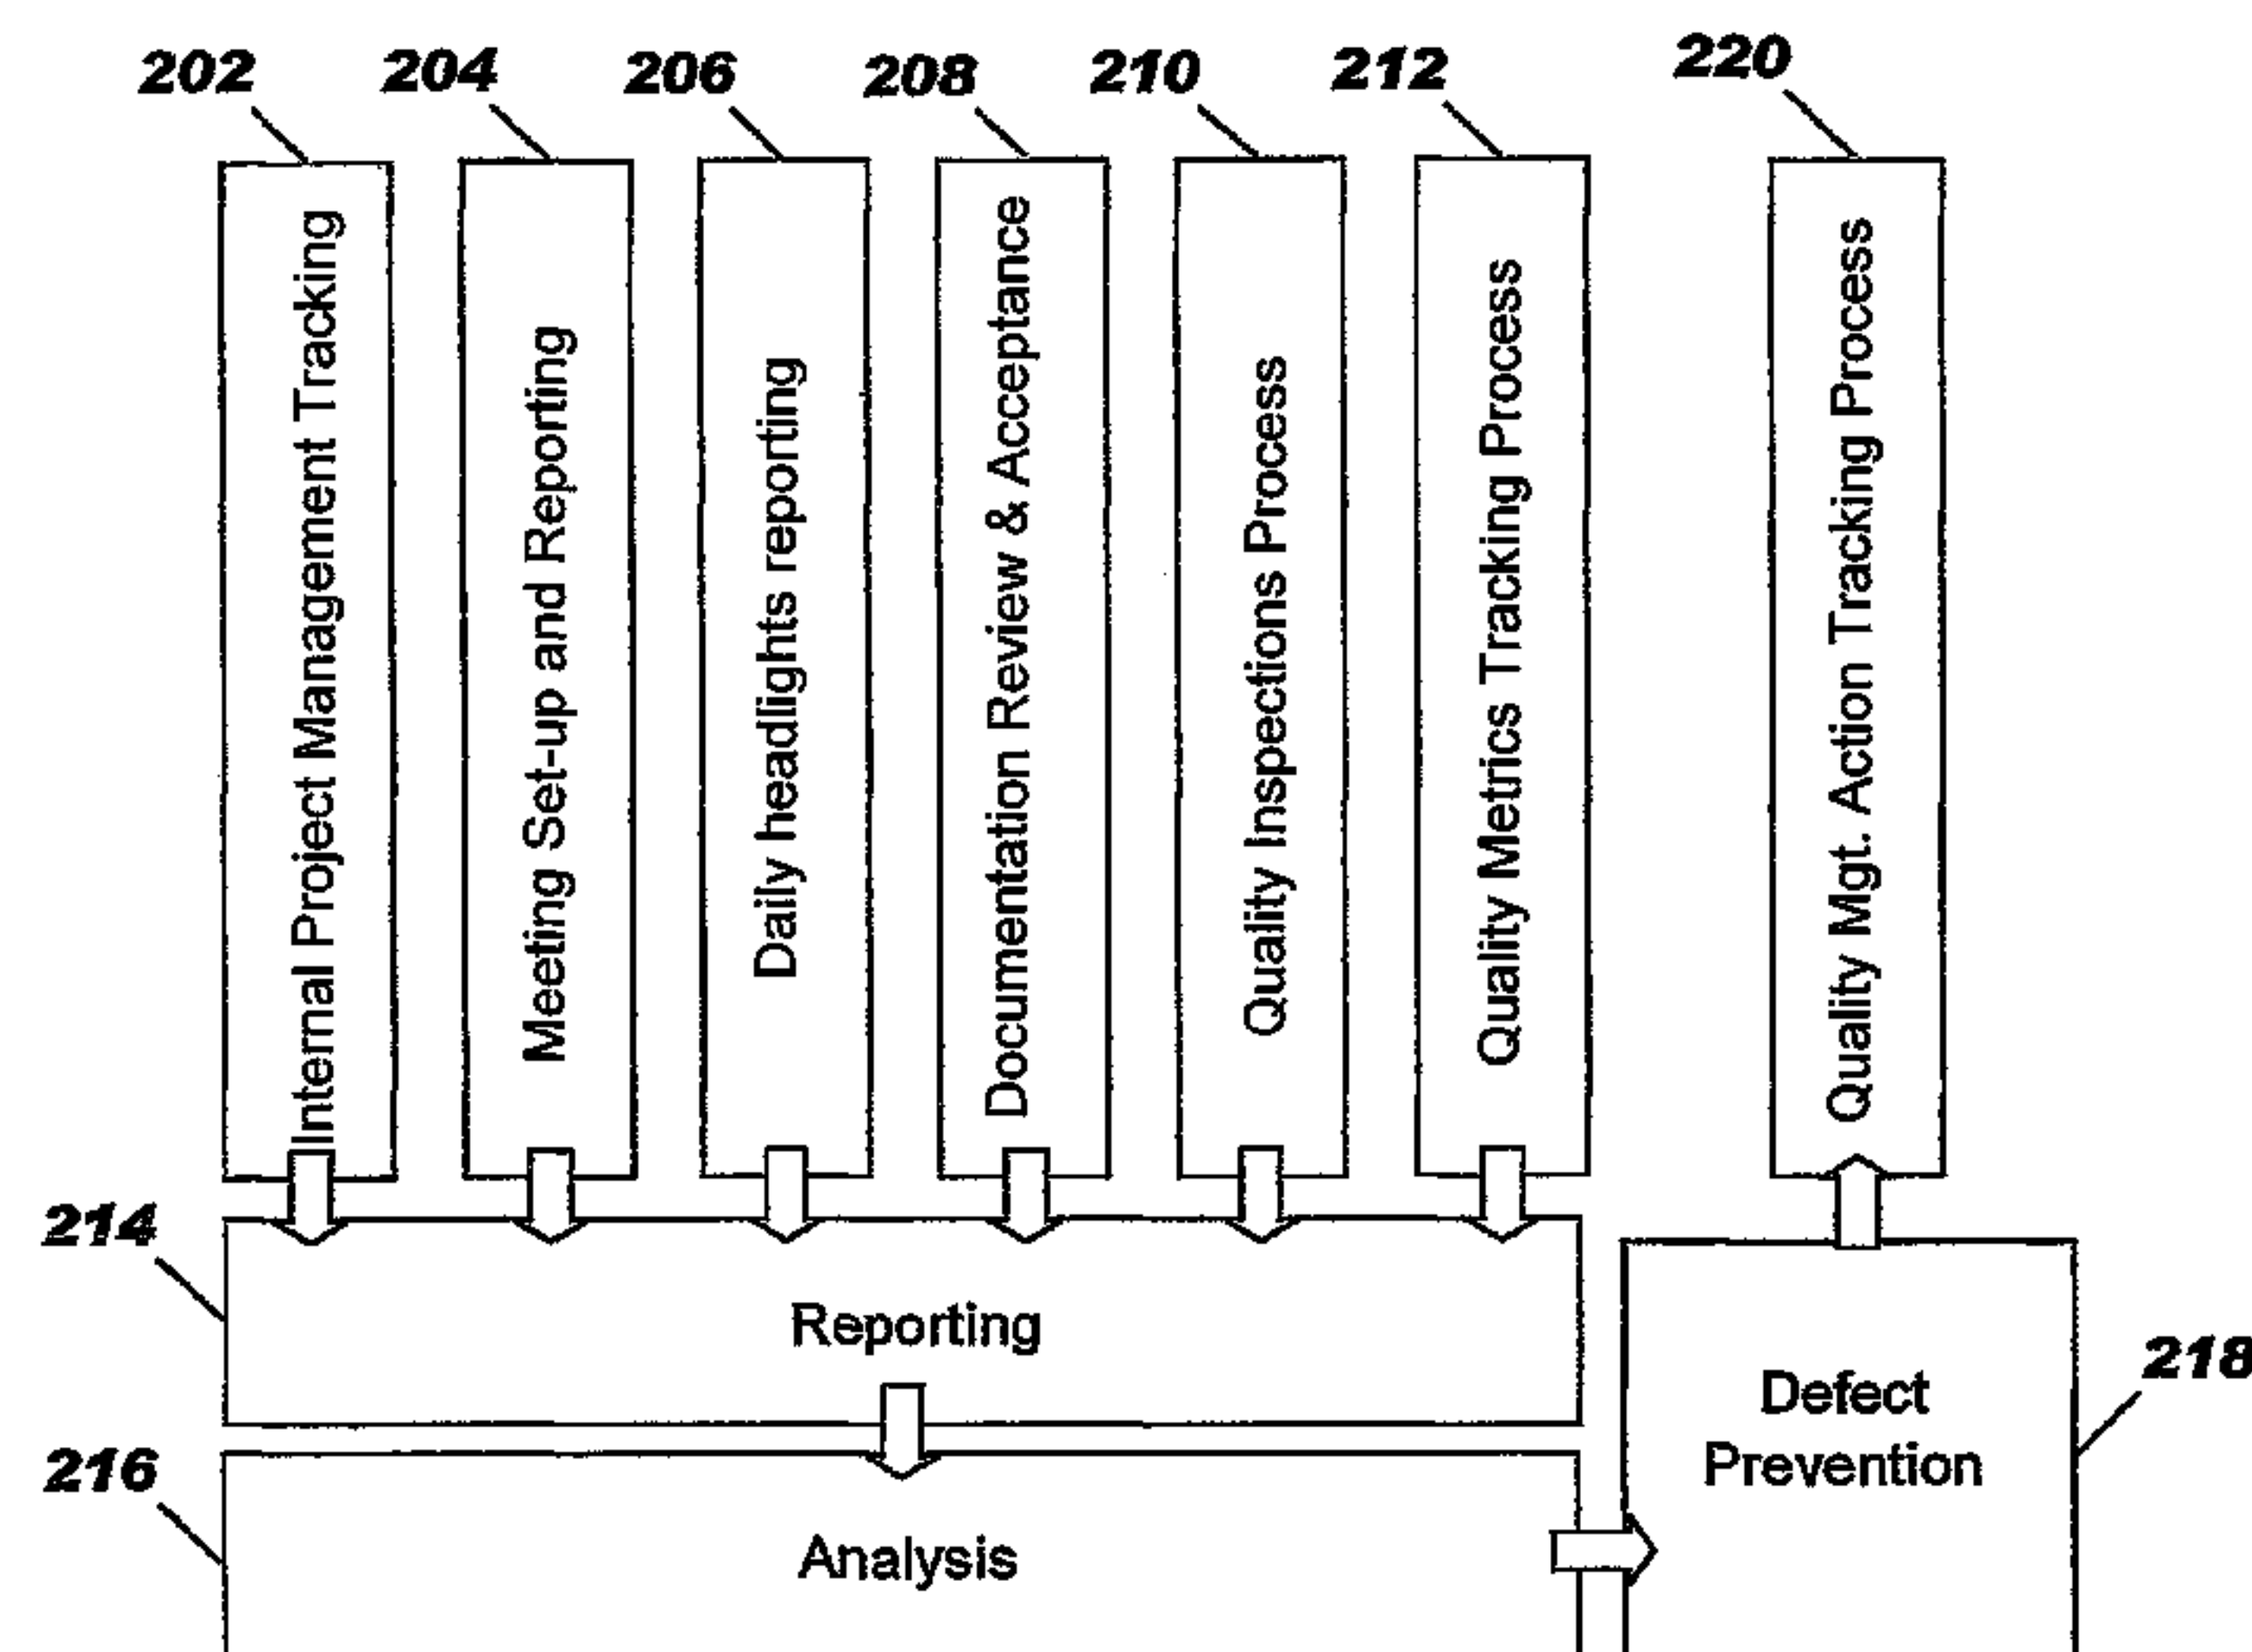 202
204
206
208
210
212
220
Internal Project Management Tracking
Meeting Set-up and Reporting
Daily headlights reporting
Documentation Review & Acceptance
Quality Inspections Process
Quality Metrics Tracking Process
Quality Mgt. Action Tracking Process
214
Reporting
218
Defect
Prevention
216
Analysis